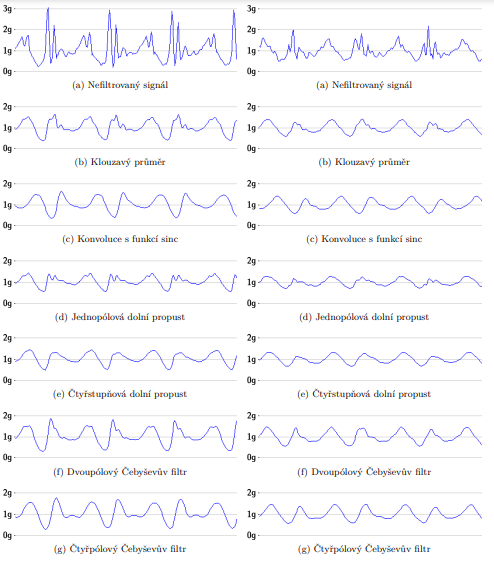 3g
2g
1g
0g
3g
2g
1g
0g
(a) Nefiltrovaný signál
(a) Nefiltrovaný signál
2g
1g
0g
2g
1g
0g
(b) Klouzavý průměr
(b) Klouzavý průměr
2g
1g
0g
2g
1g
0g
(c) Konvoluce s funkcí sinc
(c) Konvoluce s funkcí sinc
2g
1g
0g
2g
1g
0g
(d) Jednopólová dolní propust
(d) Jednopólová dolní propust
2g
1g
0g
2g
1g
0g
(e) Čtyřstupňová dolní propust
(e) Čtyřstupňová dolní propust
2g
1g
0g
2g
1g
0g
(f) Dvoupólový Čebyševův filtr
(f) Dvoupólový Čebyševův filtr
2g
1g
0g
2g
1g
0g
(g) Čtyřpólový Čebyševův filtr
(g) Čtyřpólový Čebyševův filtr